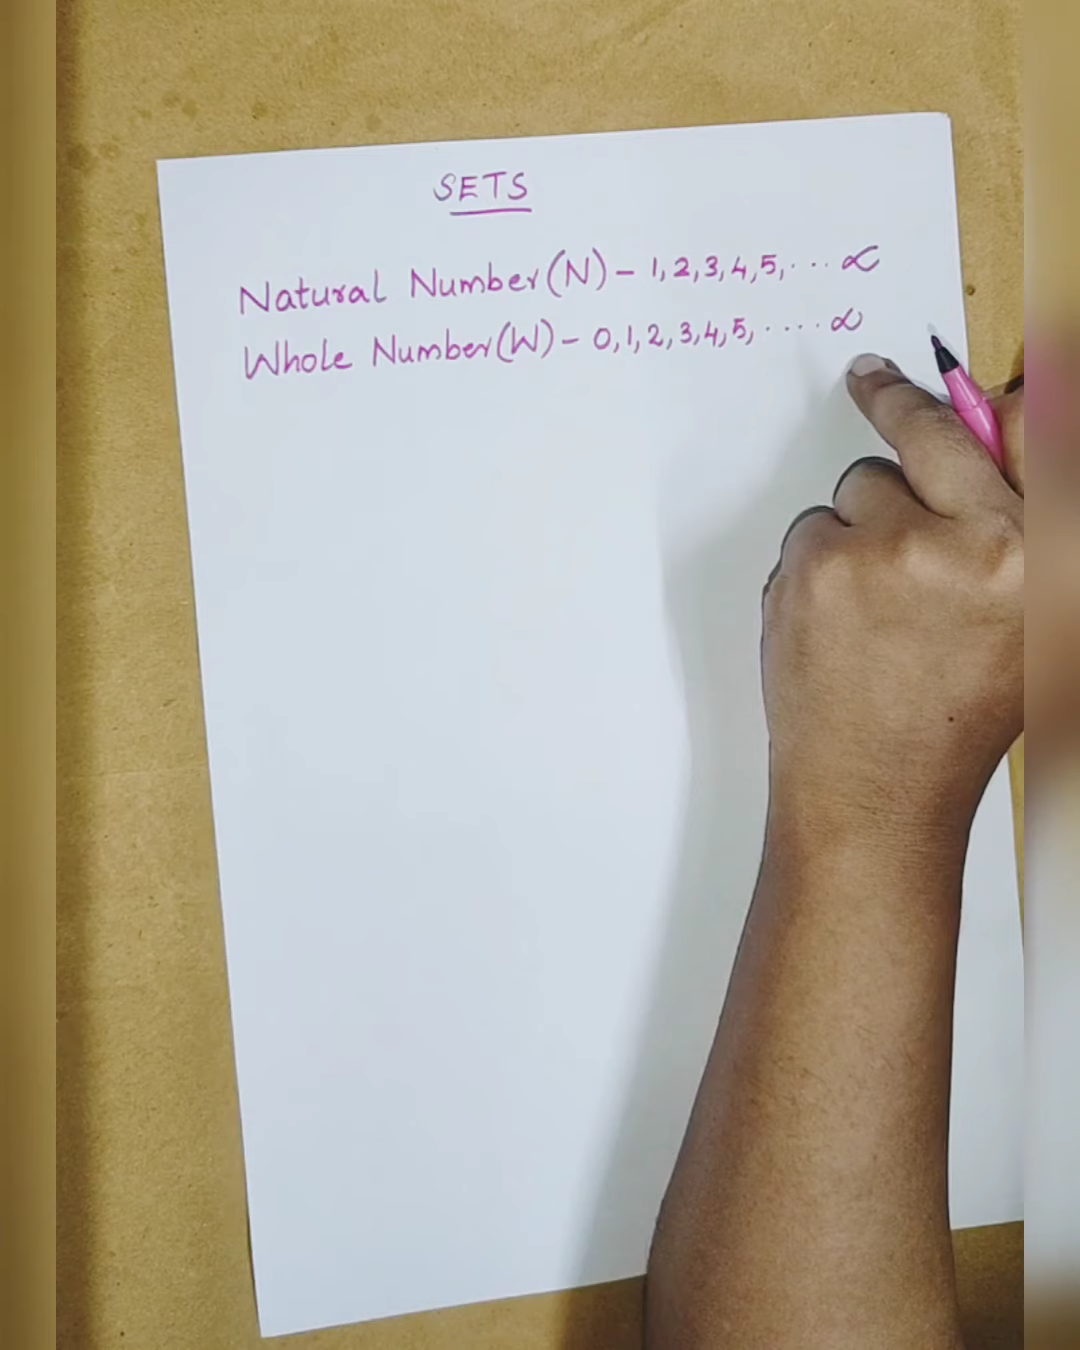 SETS
Natural Number (N) - 1, 2, 3, 4, 5, ... ∝
Whole Number (W) - 0, 1, 2, 3, 4, 5, .... ∝